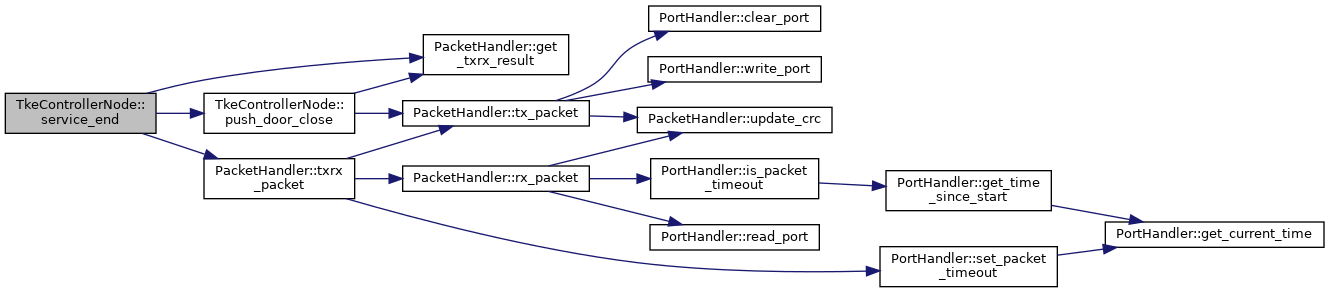 TkeControllerNode::
service_end
PacketHandler::get
_txrx_result
TkeControllerNode::
push_door_close
PacketHandler::txrx
_packet
PacketHandler::tx_packet
PacketHandler::rx_packet
PortHandler::clear_port
PortHandler::write_port
PacketHandler::update_crc
PortHandler::is_packet
_timeout
PortHandler::read_port
PortHandler::get_time
_since_start
PortHandler::set_packet
_timeout
PortHandler::get_current_time